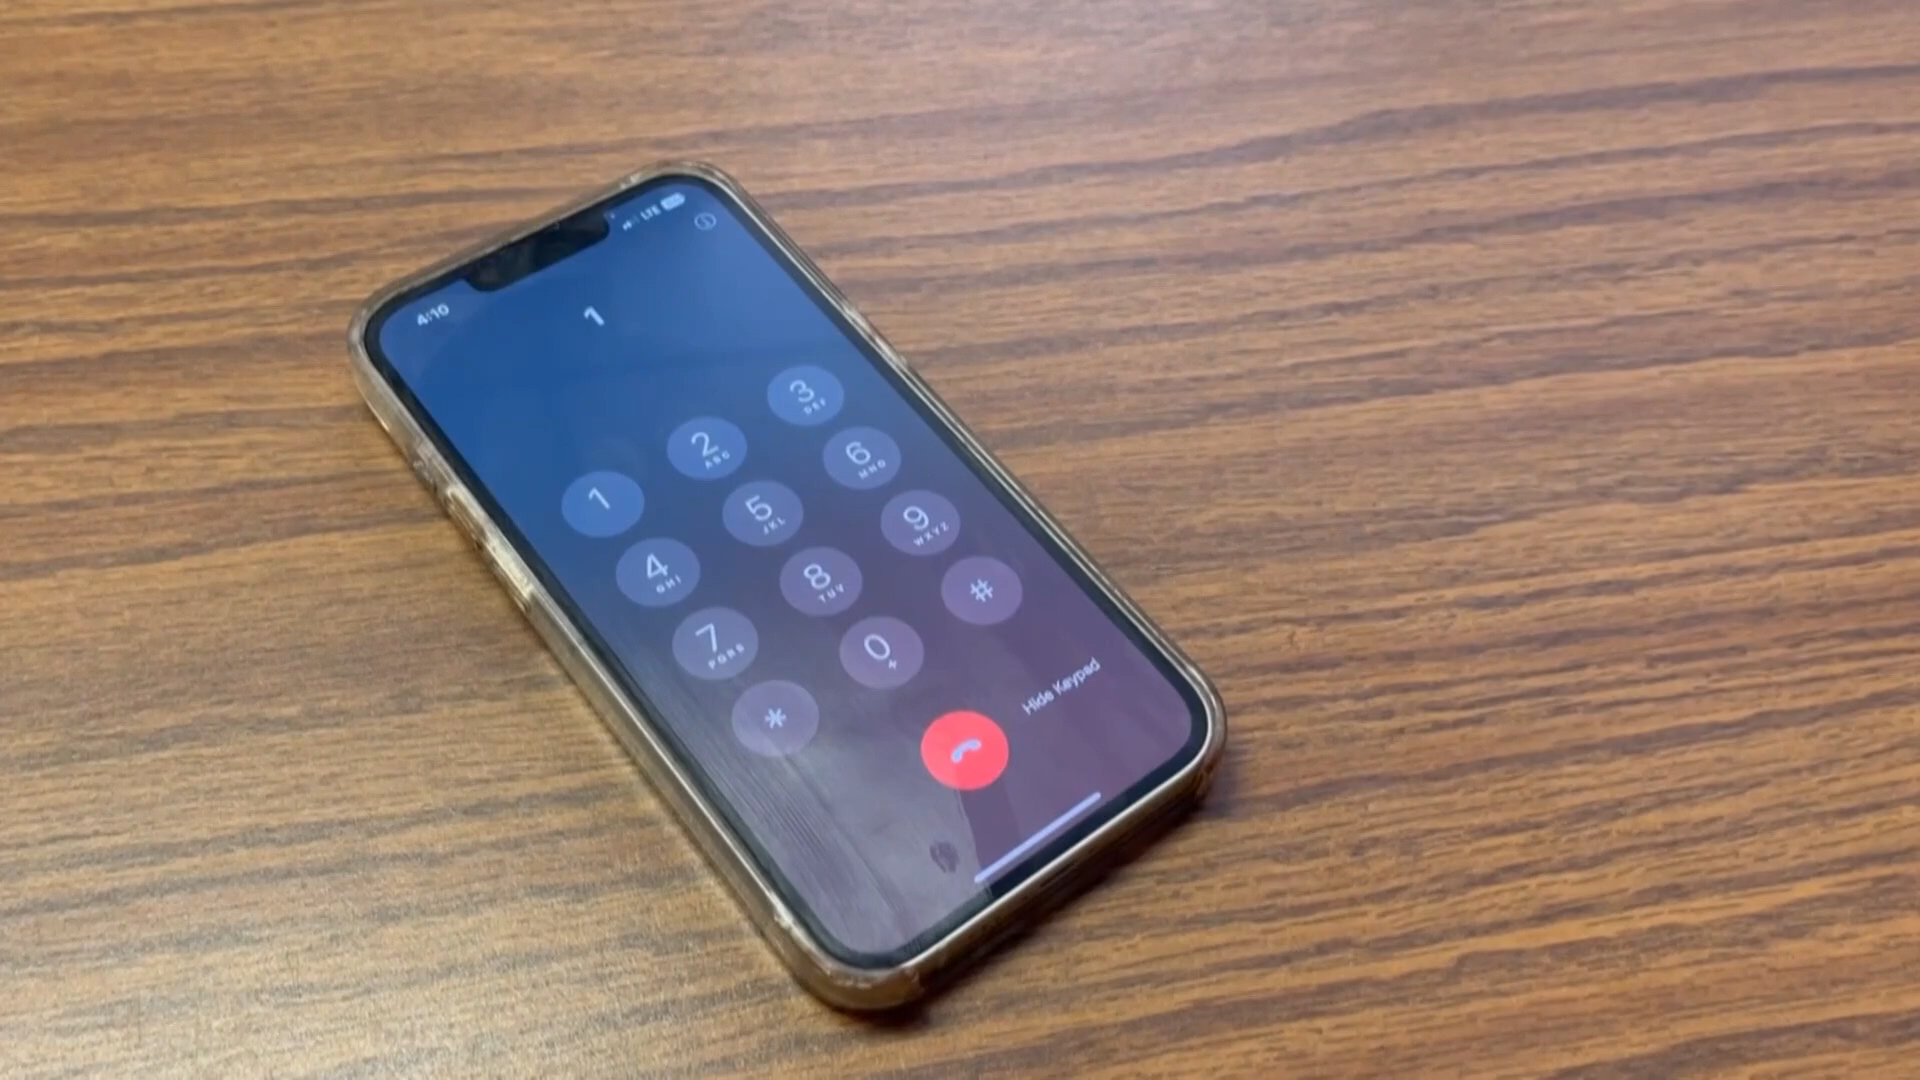 4:10 LTE
1
1 2 ABC 3 DEF
4 GHI 5 JKL 6 MNO
7 PQRS 8 TUV 9 WXYZ
* 0 + #
Hide Keypad